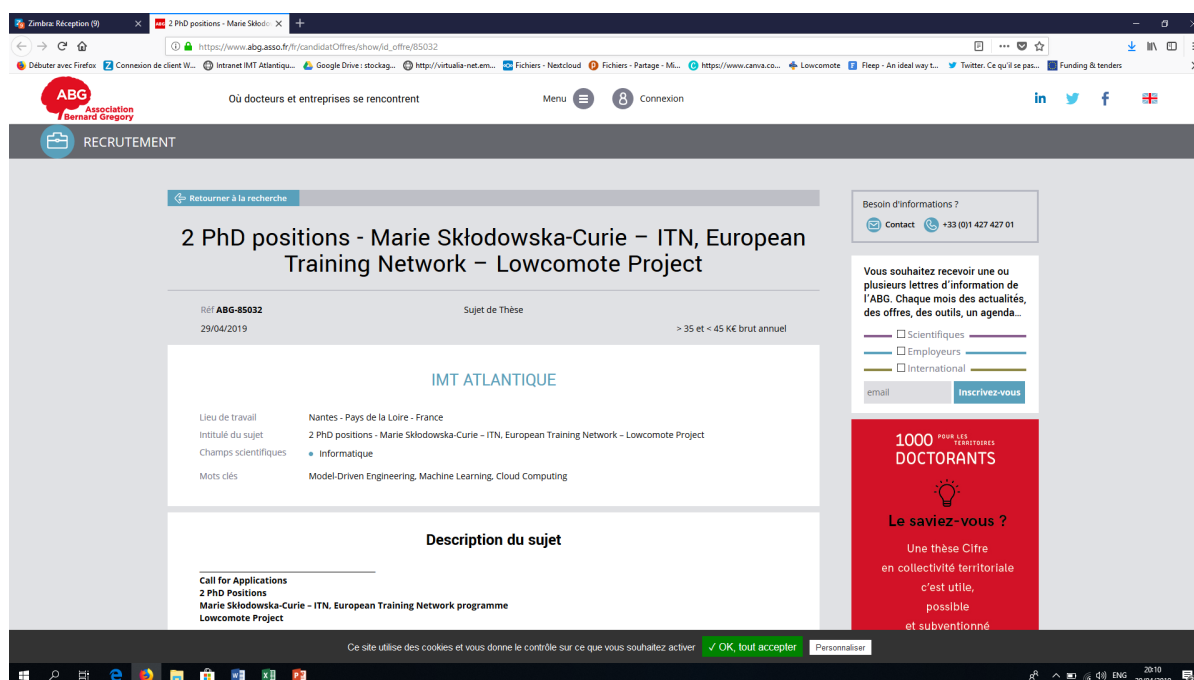 Zimbra: Réception (9)
2 PhD positions - Marie Skłodo
https://www.abg.asso.fr/fr/candidatOffres/show/id_offre/85032
Débuter avec Firefox
Connexion de client W...
Intranet IMT Atlantiqu...
Google Drive : stockag...
http://virtualia-net.em...
Fichiers - Nextcloud
Fichiers - Partage - Mi...
https://www.canva.co...
Lowcomote
Fleep - An ideal way t...
Twitter. Ce qu'il se pas...
Funding & tenders
ABG
Association
Bernard Gregory
Où docteurs et entreprises se rencontrent
Menu
Connexion
RECRUTEMENT
Retourner à la recherche
2 PhD positions - Marie Skłodowska-Curie – ITN, European
Training Network – Lowcomote Project
Réf ABG-85032
Sujet de Thèse
29/04/2019
> 35 et < 45 K€ brut annuel
IMT ATLANTIQUE
Lieu de travail
Nantes - Pays de la Loire - France
Intitulé du sujet
2 PhD positions - Marie Skłodowska-Curie – ITN, European Training Network – Lowcomote Project
Champs scientifiques
Informatique
Mots clés
Model-Driven Engineering, Machine Learning, Cloud Computing
Description du sujet
Call for Applications
2 PhD Positions
Marie Skłodowska-Curie – ITN, European Training Network programme
Lowcomote Project
Besoin d'informations ?
Contact
+33 (0)1 427 427 01
Vous souhaitez recevoir une ou
plusieurs lettres d'information de
l'ABG. Chaque mois des actualités,
des offres, des outils, un agenda...
Scientifiques
Employeurs
International
email
Inscrivez-vous
1000 POUR LES TERRITOIRES
DOCTORANTS
Le saviez-vous ?
Une thèse Cifre
en collectivité territoriale
c'est utile,
possible
et subventionné
Ce site utilise des cookies et vous donne le contrôle sur ce que vous souhaitez activer
✓ OK, tout accepter
Personnaliser
ENG
20:10